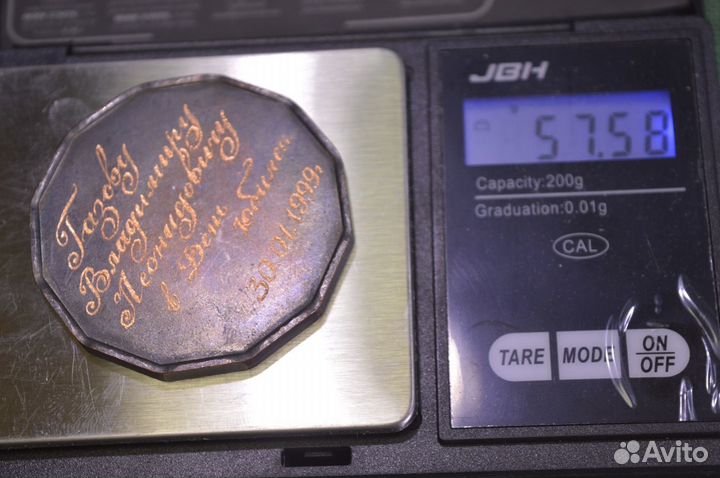 Газову
Владимиру
Леонидовичу
в День юбилея
30.01.1999г.
JBH
57.58
Capacity:200g
Graduation:0.01g
CAL
TARE
MODE
ON
OFF
Avito